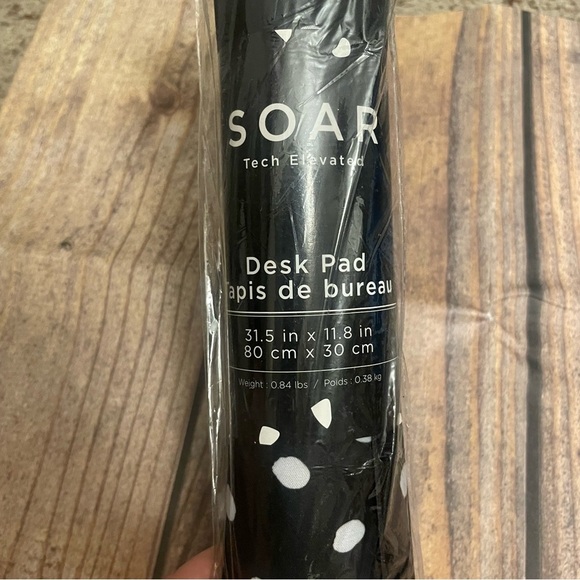 SOAR
Tech Elevated
Desk Pad
Tapis de bureau
31.5 in x 11.8 in
80 cm x 30 cm
Weight : 0.84 lbs / Poids : 0.38 kg